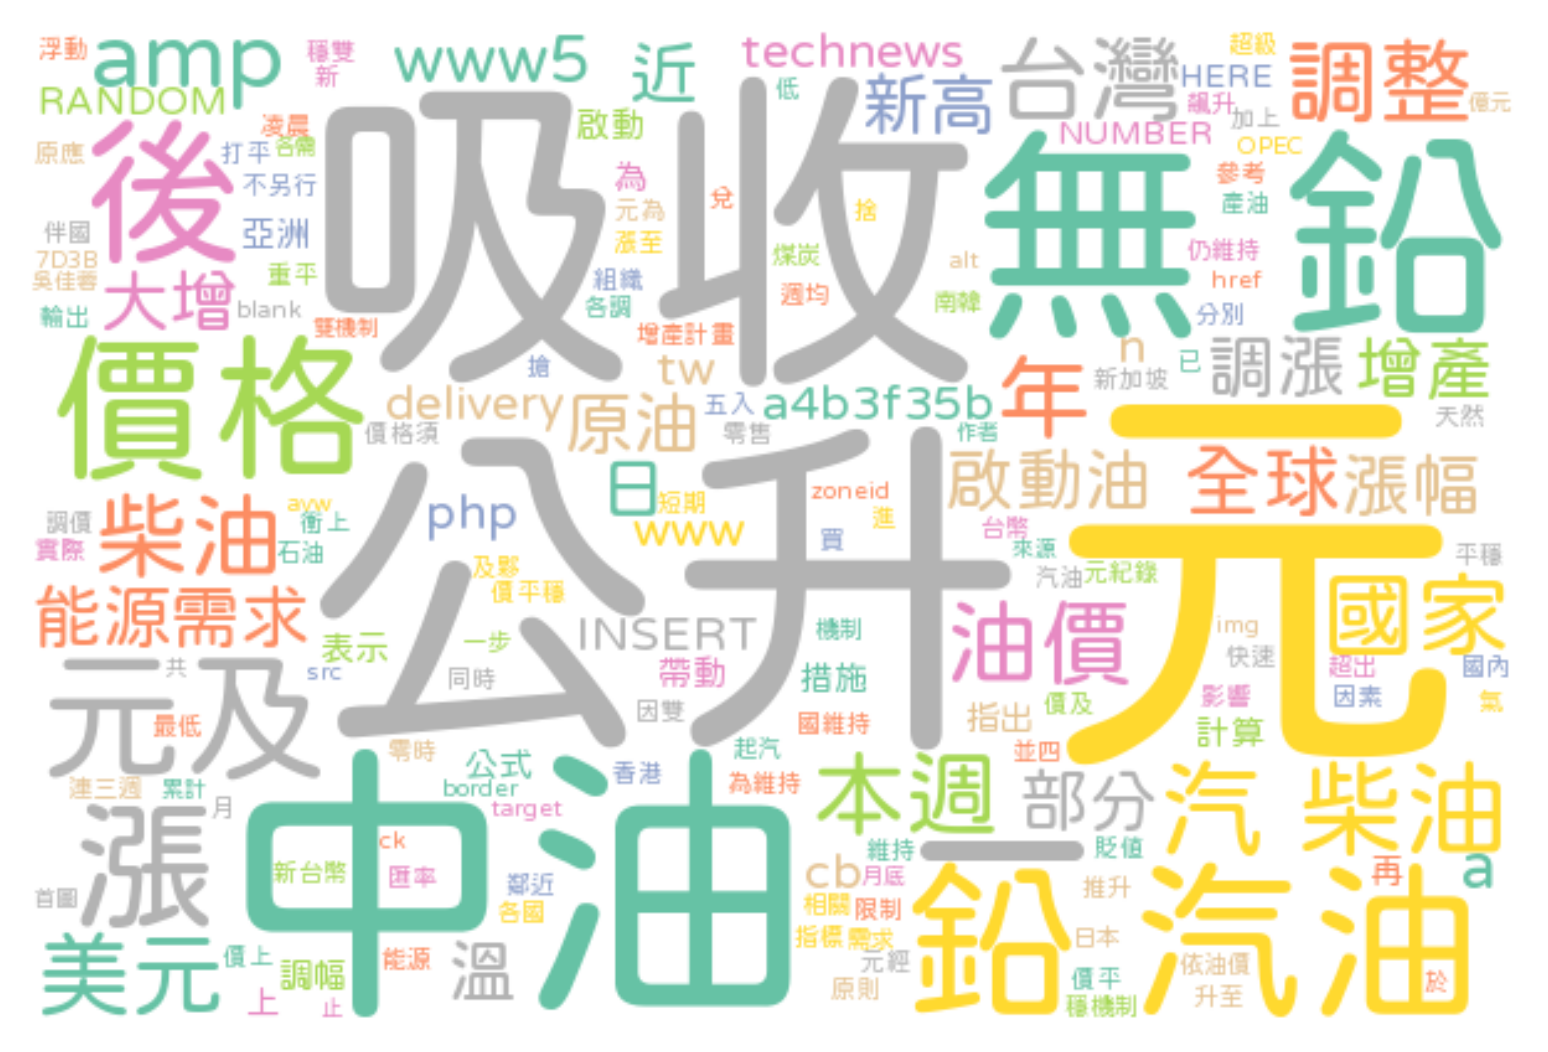 浮動
amp
穩雙
新
www5
近
technews
低
新高
台灣
超級
HERE
調整
億元
RANDOM
凌晨
啟動
飆升
加上
NUMBER
OPEC
原應
後
打平
各需
吸收
無
鉛
不另行
為
兌
捨
參考
產油
元為
伴國
亞洲
漲至
煤炭
仍維持
7D3B
吳佳蓉
大增
重平
組織
週均
alt
南韓
href
輸出
blank
雙機制
各調
增產計畫
分別
價格
搶
tw
年
n
新加坡
已
調漲
增產
delivery
原油
五入
a4b3f35b
價格須
零售
作者
元
天然
公升
日
短期
zoneid
啟動油
全球
漲幅
柴油
調價
ayw
衝上
php
www
買
進
台幣
實際
石油
來源
平穩
及夥
價平穩
汽油
元紀錄
國家
能源需求
表示
一步
INSERT
機制
油價
img
快速
元及
共
src
同時
帶動
措施
超出
國內
影響
因素
氣
最低
因雙
國維持
指出
價及
計算
零時
公式
起汽
並四
連三週
累計
月
border
香港
為維持
本週
部分
汽
柴油
漲
中油
target
ck
新台幣
匯率
維持
一
貶值
首圖
鄰近
各國
cb
月底
鉛
推升
再
a
相關
限制
汽油
美元
價上
調幅
能源
溫
指標
需求
日本
元經
依油價
上
止
原則
價平
穩機制
升至
於